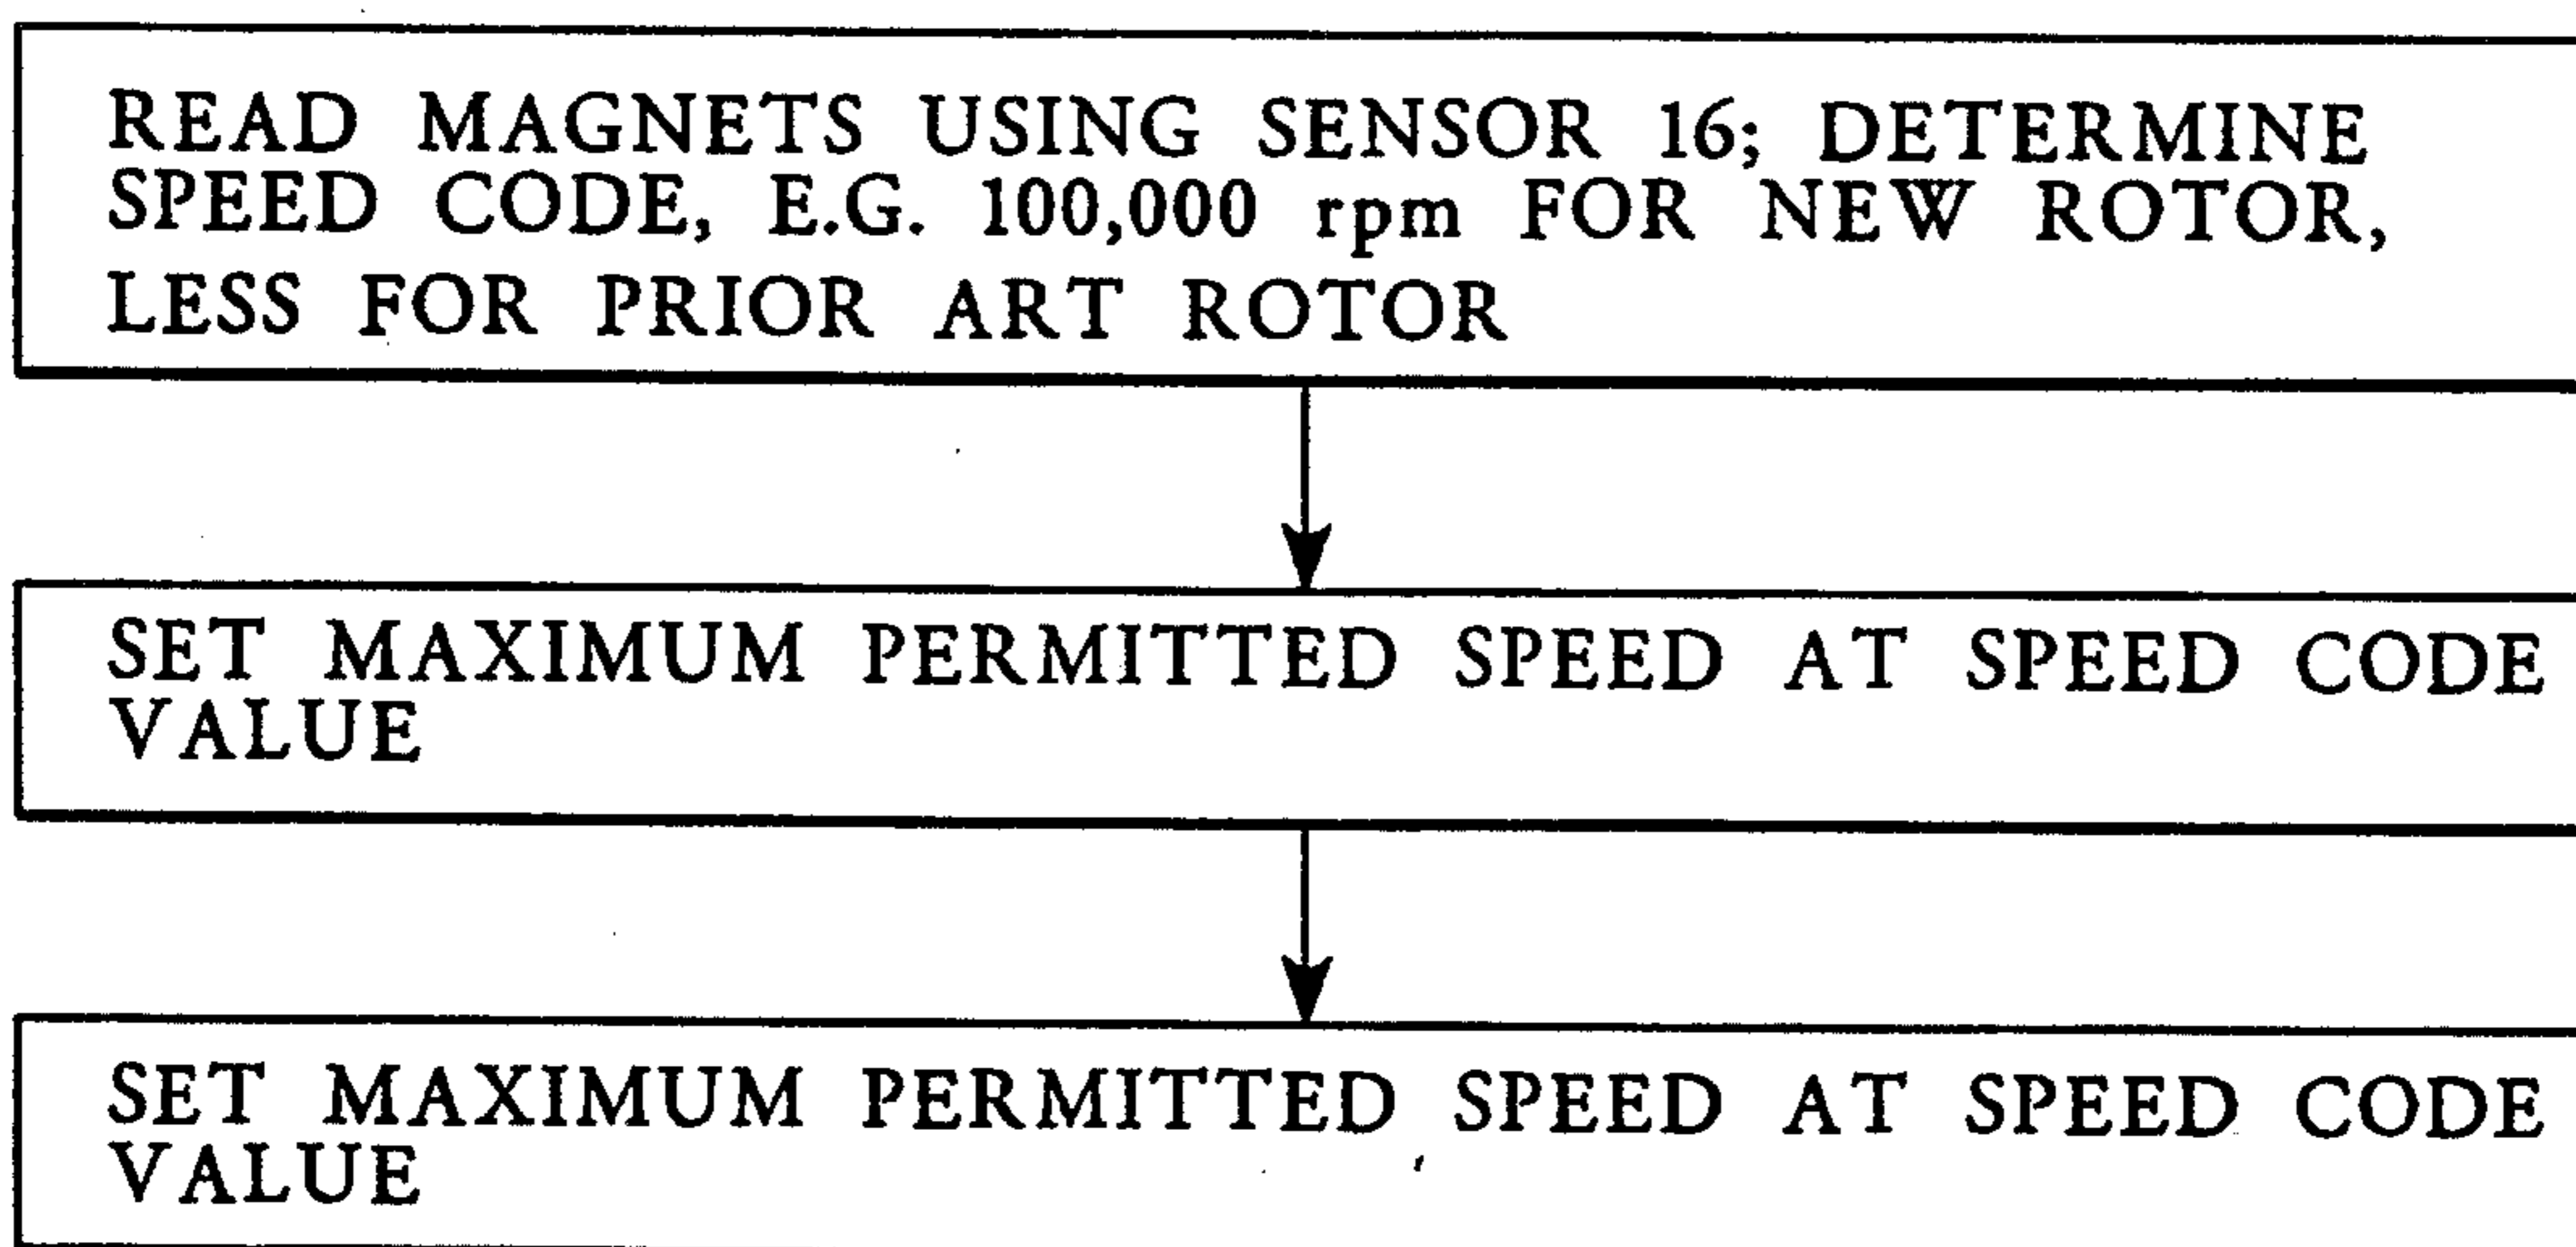 READ MAGNETS USING SENSOR 16; DETERMINE
SPEED CODE, E.G. 100,000 rpm FOR NEW ROTOR,
LESS FOR PRIOR ART ROTOR
SET MAXIMUM PERMITTED SPEED AT SPEED CODE
VALUE
SET MAXIMUM PERMITTED SPEED AT SPEED CODE
VALUE